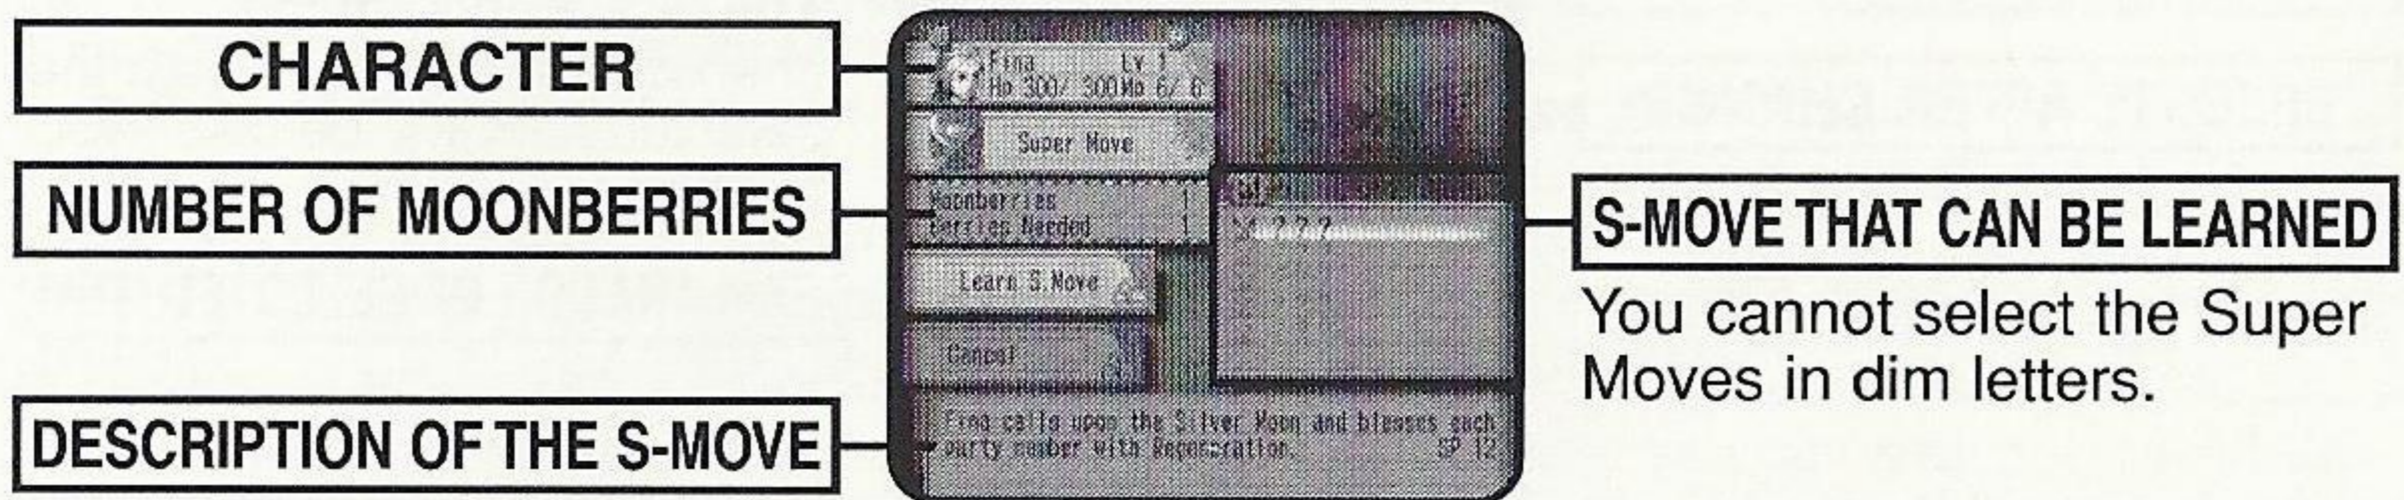 CHARACTER
NUMBER OF MOONBERRIES
DESCRIPTION OF THE S-MOVE
Fina Lv 1
Hp 300/ 300 Mp 6/ 6
Super Move
Moonberries 1
Berries Needed 1
Learn S.Move
Cancel
???
Fina calls upon the Silver Moon and blesses each
party member with Regeneration. SP 12
S-MOVE THAT CAN BE LEARNED
You cannot select the Super
Moves in dim letters.